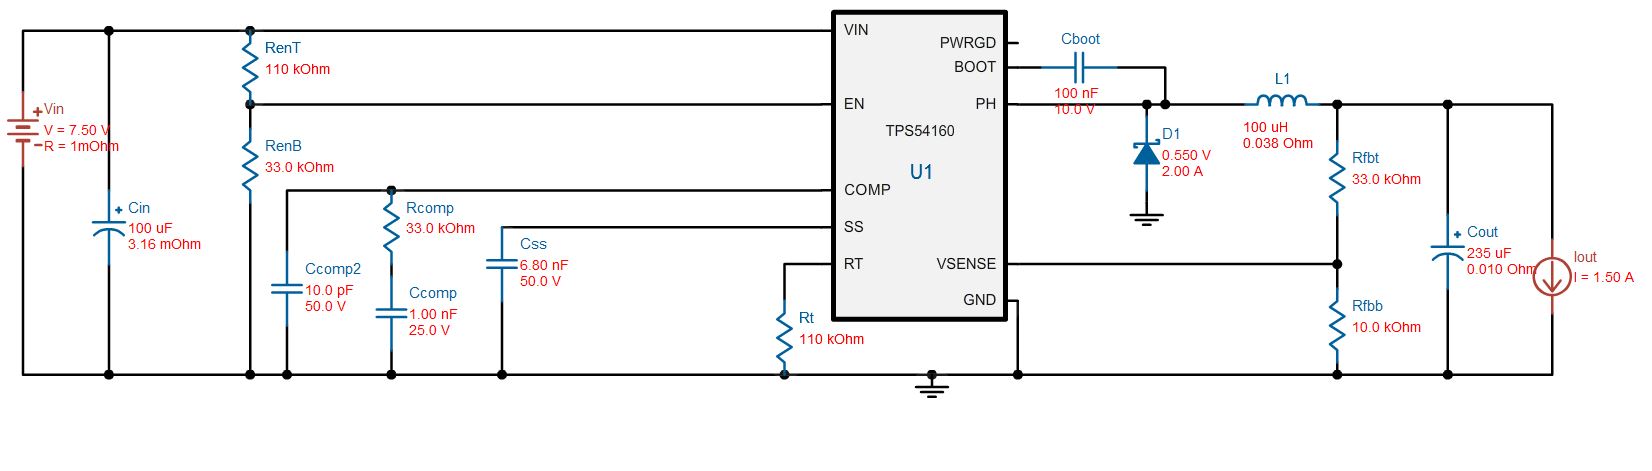 VIN
PWRGD
BOOT
EN
PH
TPS54160
U1
COMP
SS
RT
VSENSE
GND
Vin
V = 7.50 V
R = 1mOhm
Cin
100 uF
3.16 mOhm
RenT
110 kOhm
RenB
33.0 kOhm
Ccomp2
10.0 pF
50.0 V
Rcomp
33.0 kOhm
Ccomp
1.00 nF
25.0 V
Css
6.80 nF
50.0 V
Rt
110 kOhm
Cboot
100 nF
10.0 V
D1
0.550 V
2.00 A
L1
100 uH
0.038 Ohm
Rfbt
33.0 kOhm
Rfbb
10.0 kOhm
Cout
235 uF
0.010 Ohm
Iout
I = 1.50 A